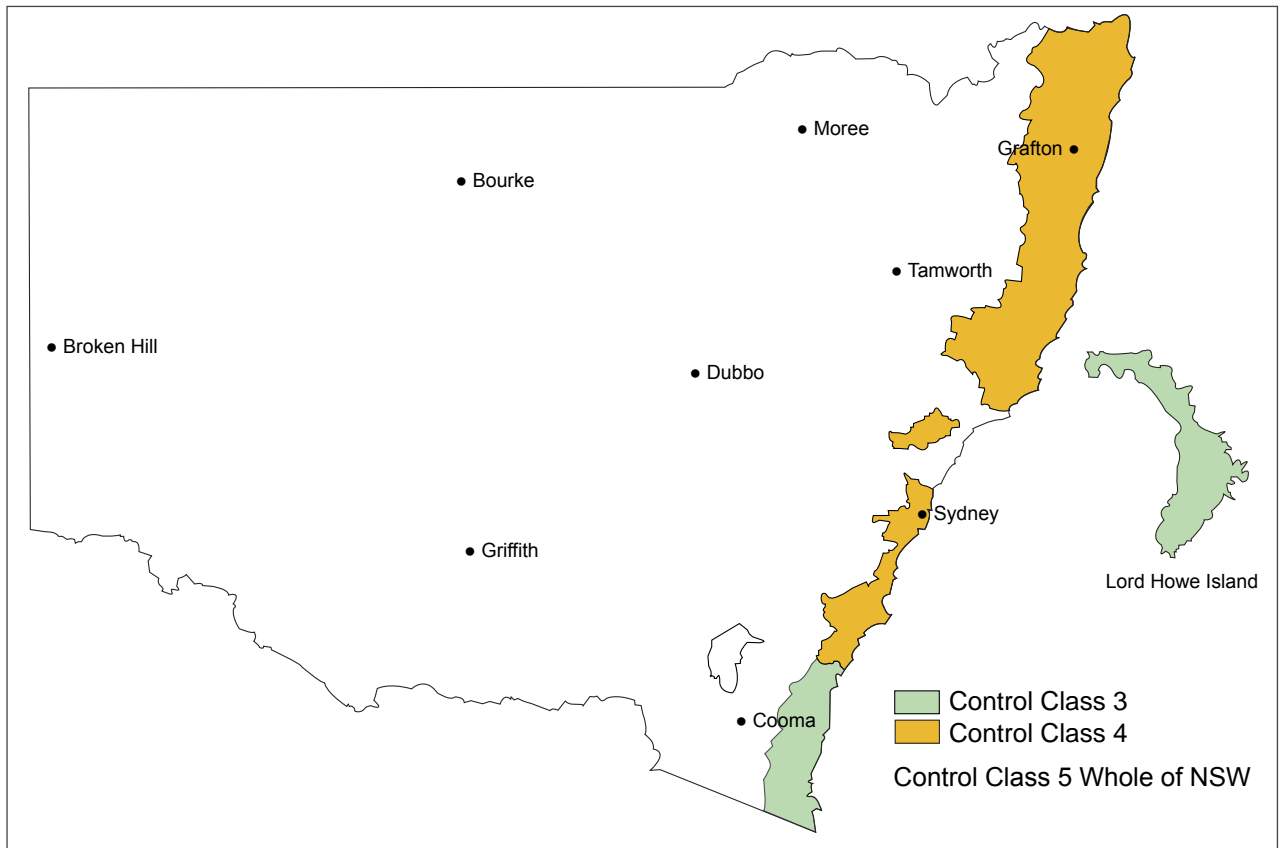 Moree
Grafton
Bourke
Tamworth
Broken Hill
Dubbo
Sydney
Griffith
Lord Howe Island
Control Class 3
Cooma
Control Class 4
Control Class 5 Whole of NSW